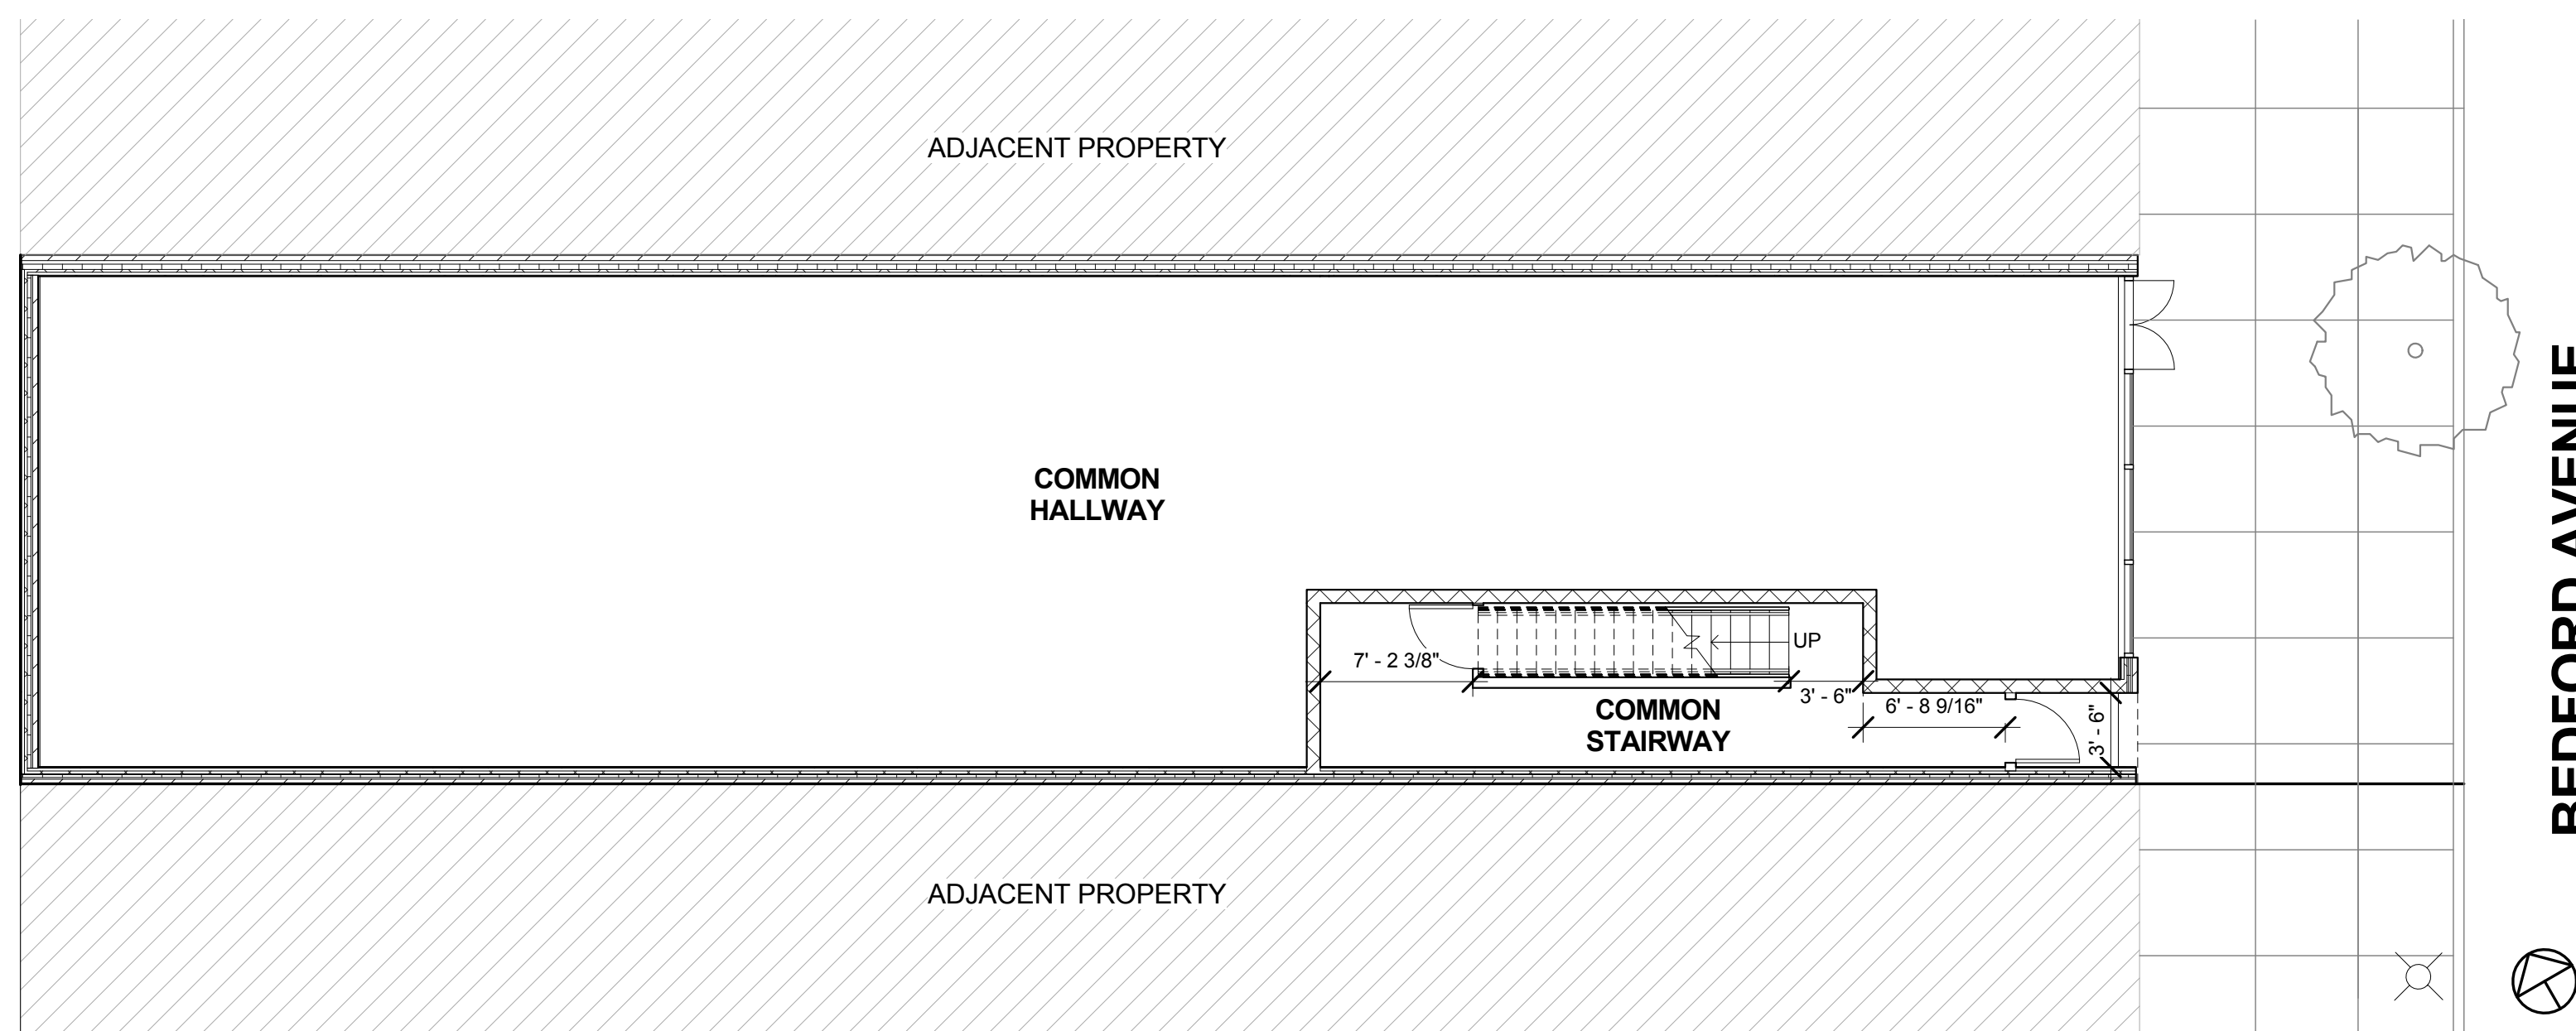 ADJACENT PROPERTY
COMMON
HALLWAY
UP
7' - 2 3/8"
3' - 6"
6' - 8 9/16"
3' - 6"
COMMON
STAIRWAY
ADJACENT PROPERTY
BEDFORD AVENUE